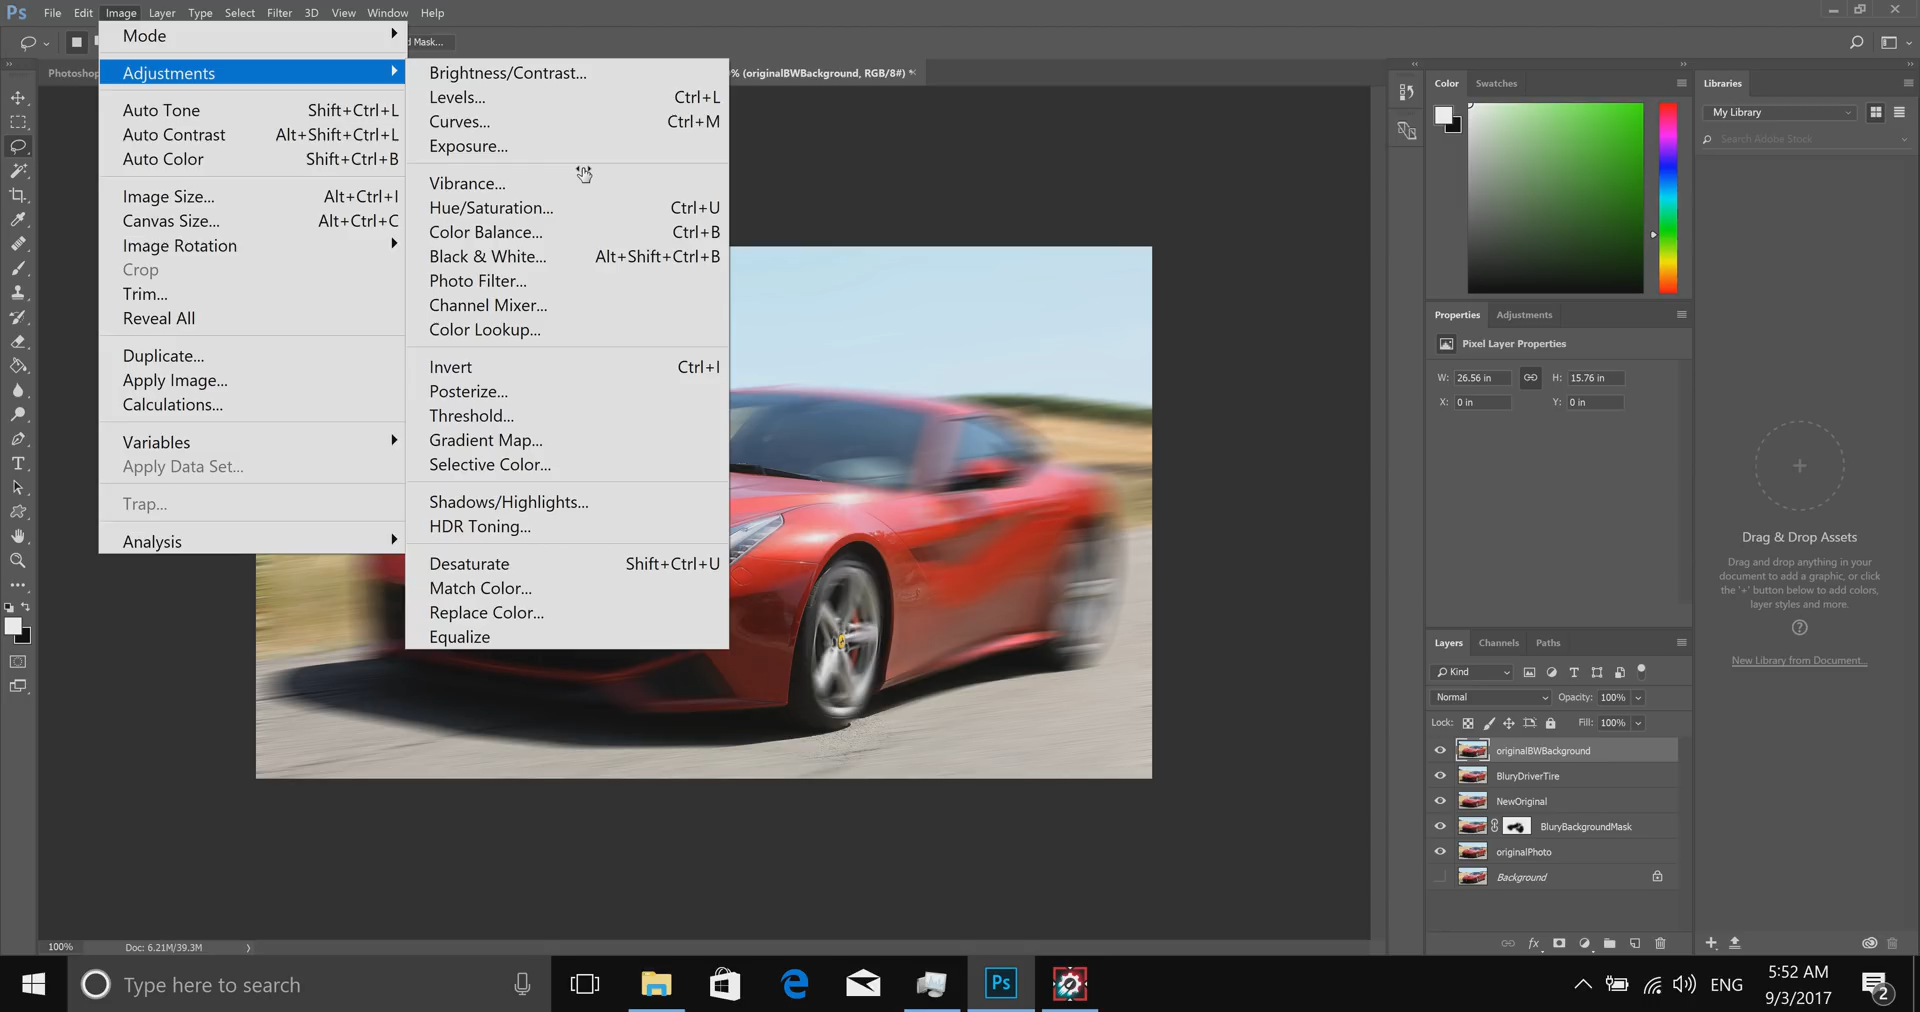 Ps File Edit Image Layer Type Select Filter 3D View Window Help
d Mask...
Photoshop
% (originalBWBackground, RGB/8#) *
Mode
Adjustments
Auto Tone Shift+Ctrl+L
Auto Contrast Alt+Shift+Ctrl+L
Auto Color Shift+Ctrl+B
Image Size... Alt+Ctrl+I
Canvas Size... Alt+Ctrl+C
Image Rotation
Crop
Trim...
Reveal All
Duplicate...
Apply Image...
Calculations...
Variables
Apply Data Set...
Trap...
Analysis
Brightness/Contrast...
Levels... Ctrl+L
Curves... Ctrl+M
Exposure...
Vibrance...
Hue/Saturation... Ctrl+U
Color Balance... Ctrl+B
Black & White... Alt+Shift+Ctrl+B
Photo Filter...
Channel Mixer...
Color Lookup...
Invert Ctrl+I
Posterize...
Threshold...
Gradient Map...
Selective Color...
Shadows/Highlights...
HDR Toning...
Desaturate Shift+Ctrl+U
Match Color...
Replace Color...
Equalize
Color Swatches
Properties Adjustments
Pixel Layer Properties
W: 26.56 in H: 15.76 in
X: 0 in Y: 0 in
Layers Channels Paths
Kind
Normal Opacity: 100%
Lock: Fill: 100%
originalBWBackground
BluryDriverTire
NewOriginal
BluryBackgroundMask
originalPhoto
Background
fx
Libraries
My Library
Search Adobe Stock
Drag & Drop Assets
Drag and drop anything in your
document to add a graphic, or click
the '+' button below to add colors,
layer styles and more.
New Library from Document...
100% Doc: 6.21M/39.3M
Type here to search
Ps
ENG
5:52 AM
9/3/2017
2